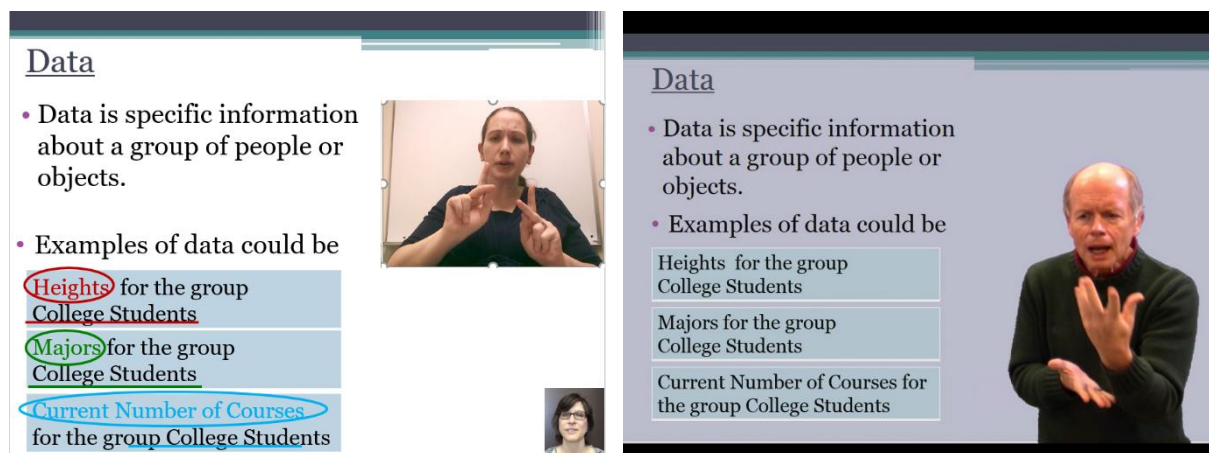 Data
• Data is specific information
about a group of people or
objects.
• Examples of data could be
Heights for the group
College Students
Majors for the group
College Students
Current Number of Courses
for the group College Students
Data
• Data is specific information
about a group of people or
objects.
• Examples of data could be
Heights for the group
College Students
Majors for the group
College Students
Current Number of Courses for
the group College Students